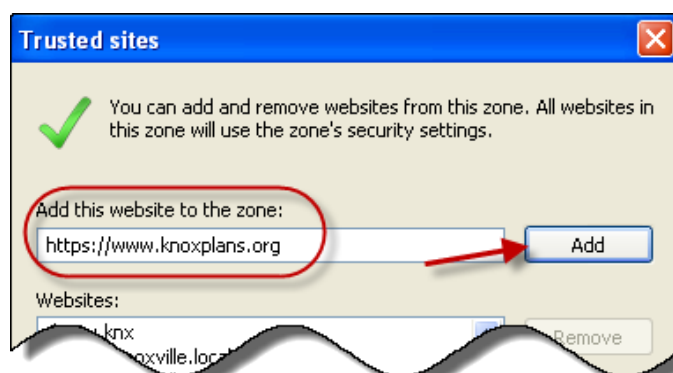 Trusted sites
You can add and remove websites from this zone. All websites in
this zone will use the zone's security settings.
Add this website to the zone:
https://www.knoxplans.org
Add
Websites:
Remove